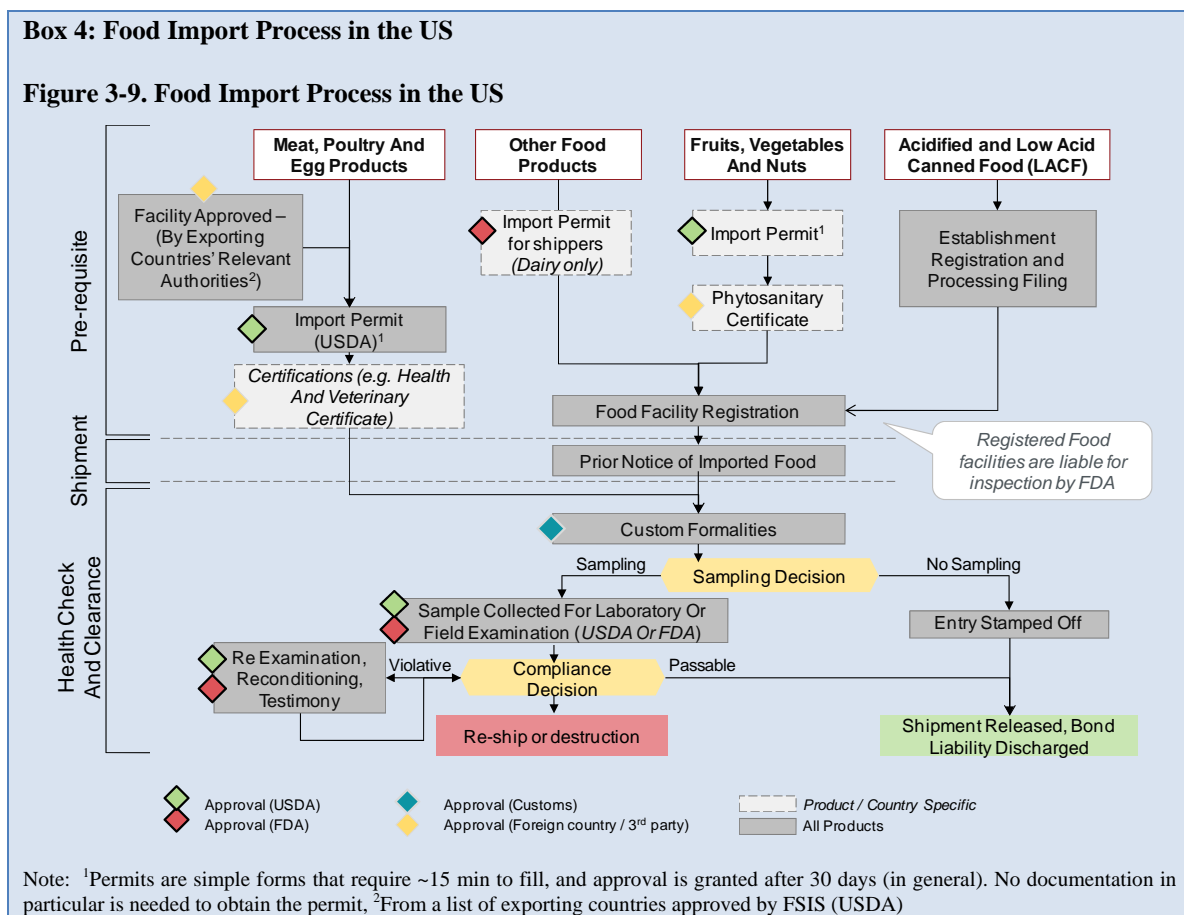 Box 4: Food Import Process in the US
Figure 3-9. Food Import Process in the US
Pre-requisite
Shipment
Health Check
And Clearance
Meat, Poultry And
Egg Products
Other Food
Products
Fruits, Vegetables
And Nuts
Acidified and Low Acid
Canned Food (LACF)
Facility Approved –
(By Exporting
Countries' Relevant
Authorities²)
Import Permit
for shippers
(Dairy only)
Import Permit¹
Establishment
Registration and
Processing Filing
Phytosanitary
Certificate
Import Permit
(USDA)¹
Certifications (e.g. Health
And Veterinary
Certificate)
Food Facility Registration
Registered Food
facilities are liable for
inspection by FDA
Prior Notice of Imported Food
Custom Formalities
Sampling
Sampling Decision
No Sampling
Sample Collected For Laboratory Or
Field Examination (USDA Or FDA)
Entry Stamped Off
Re Examination,
Reconditioning,
Testimony
Violative
Compliance
Decision
Passable
Re-ship or destruction
Shipment Released, Bond
Liability Discharged
Approval (USDA)
Approval (FDA)
Approval (Customs)
Approval (Foreign country / 3rd party)
Product / Country Specific
All Products
Note: ¹Permits are simple forms that require ~15 min to fill, and approval is granted after 30 days (in general). No documentation in
particular is needed to obtain the permit, ²From a list of exporting countries approved by FSIS (USDA)